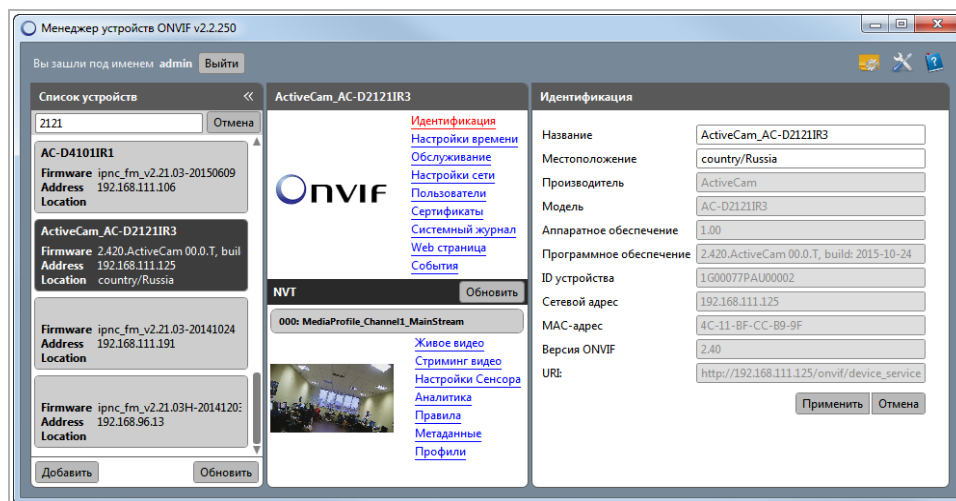 Менеджер устройств ONVIF v2.2.250
Вы зашли под именем admin Выйти
Список устройств «
2121 Отмена
AC-D4101IR1
Firmware ipnc_fm_v2.21.03-20150609
Address 192.168.111.106
Location
ActiveCam_AC-D2121IR3
Firmware 2.420.ActiveCam 00.0.T, buil
Address 192.168.111.125
Location country/Russia
Firmware ipnc_fm_v2.21.03-20141024
Address 192.168.111.191
Location
Firmware ipnc_fm_v2.21.03H-20141203
Address 192.168.96.13
Location
Добавить Обновить
ActiveCam_AC-D2121IR3
ONVIF
Идентификация
Настройки времени
Обслуживание
Настройки сети
Пользователи
Сертификаты
Системный журнал
Web страница
События
NVT Обновить
000: MediaProfile_Channel1_MainStream
Живое видео
Стриминг видео
Настройки Сенсора
Аналитика
Правила
Метаданные
Профили
Идентификация
Название ActiveCam_AC-D2121IR3
Местоположение country/Russia
Производитель ActiveCam
Модель AC-D2121IR3
Аппаратное обеспечение 1.00
Программное обеспечение 2.420.ActiveCam 00.0.T, build: 2015-10-24
ID устройства 1G00077PAU00002
Сетевой адрес 192.168.111.125
MAC-адрес 4C-11-BF-CC-B9-9F
Версия ONVIF 2.40
URI: http://192.168.111.125/onvif/device_service
Применить Отмена